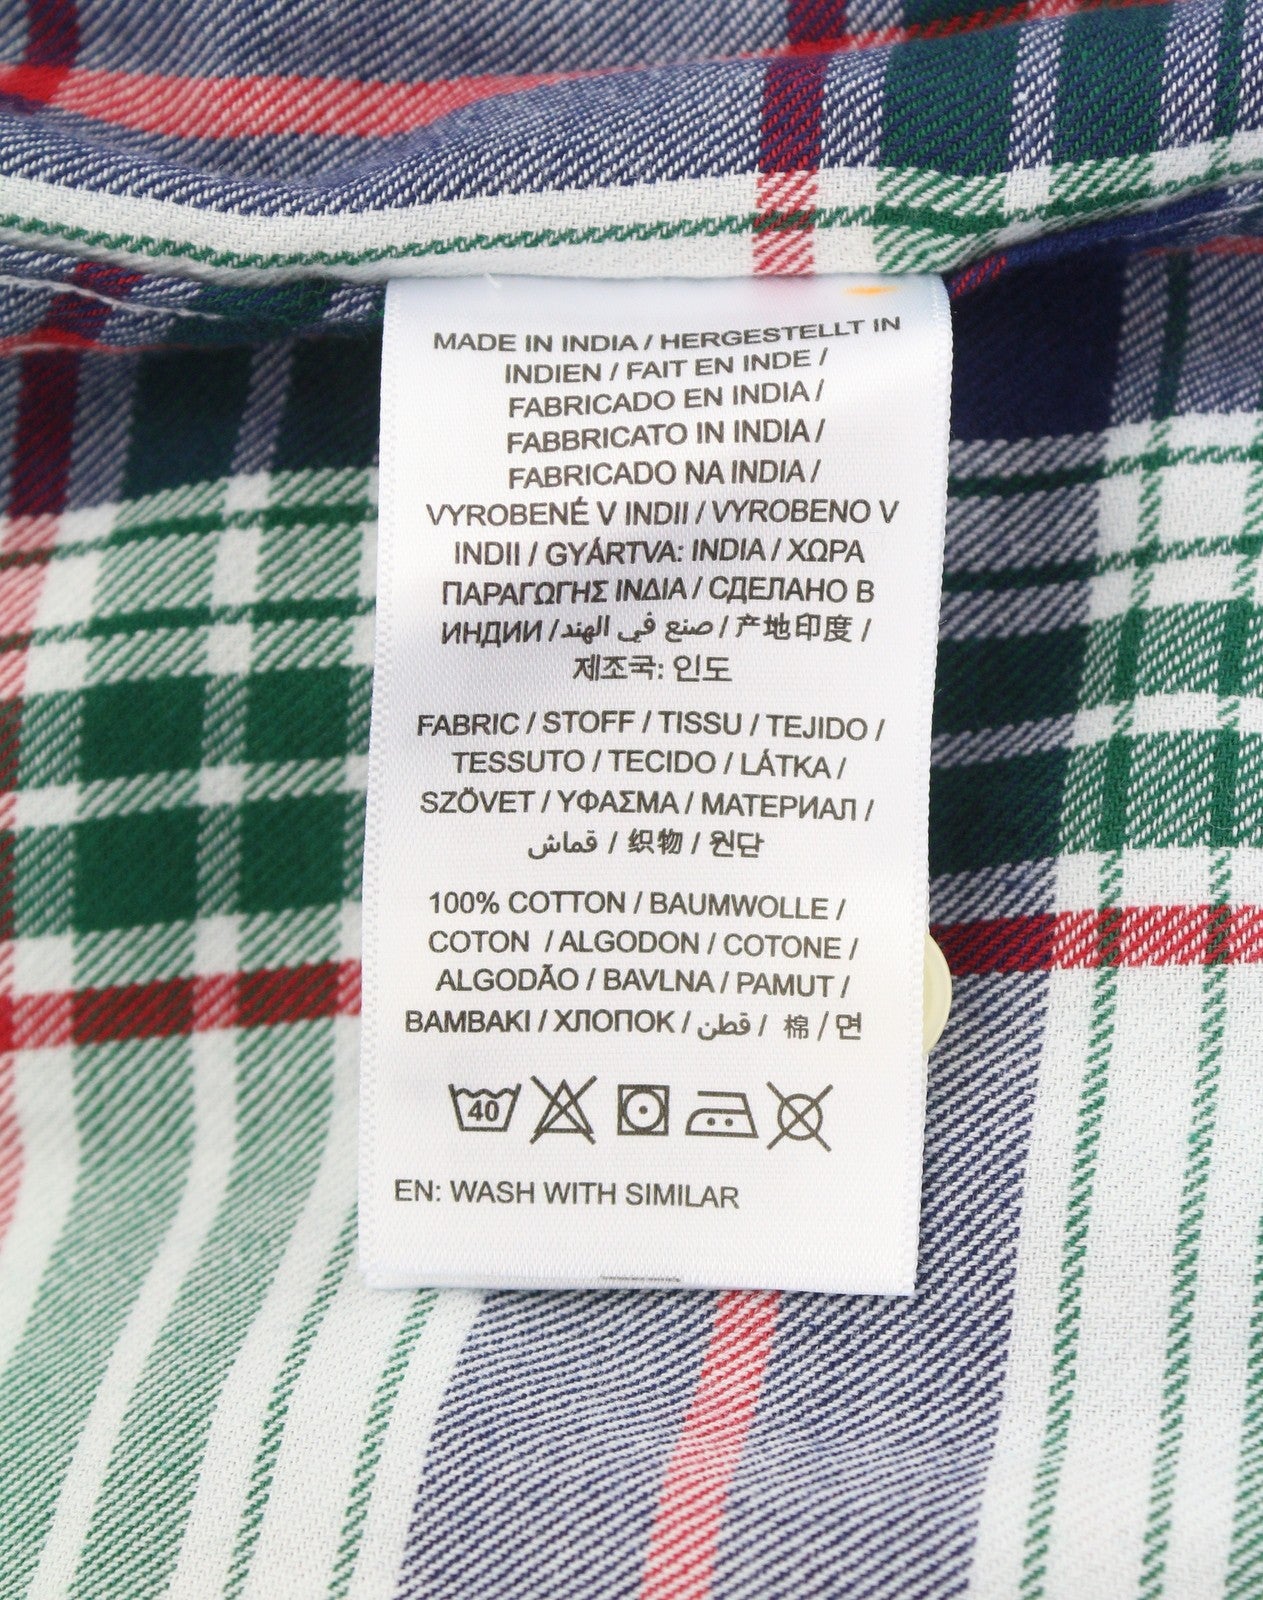 MADE IN INDIA / HERGESTELLT IN
INDIEN / FAIT EN INDE /
FABRICADO EN INDIA /
FABBRICATO IN INDIA /
FABRICADO NA INDIA /
VYROBENÉ V INDII / VYROBENO V
INDII / GYÁRTVA: INDIA / ΧΩΡΑ
ΠΑΡΑΓΩΓΗΣ ΙΝΔΙΑ / СДЕЛАНО В
ИНДИИ / صنع في الهند / 产地印度 /
제조국: 인도
FABRIC / STOFF / TISSU / TEJIDO /
TESSUTO / TECIDO / LÁTKA /
SZÖVET / ΥΦΑΣΜΑ / МАТЕРИАЛ /
قماش / 织物 / 원단
100% COTTON / BAUMWOLLE /
COTON / ALGODON / COTONE /
ALGODÃO / BAVLNA / PAMUT /
ΒΑΜΒΑΚΙ / ХЛОПОК / قطن / 棉 / 면
40
EN: WASH WITH SIMILAR